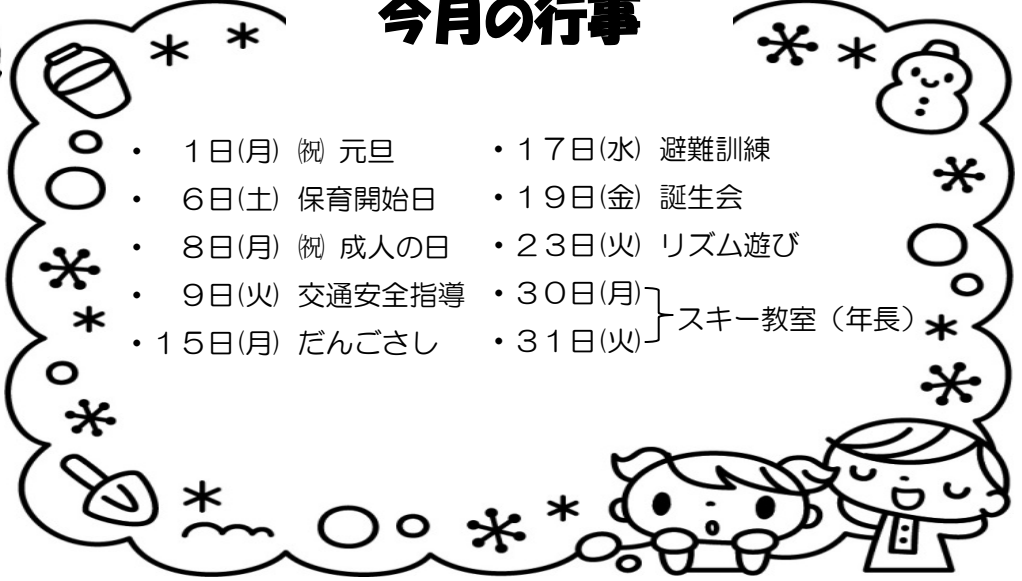 今月の行事
・　１日(月) ㊗ 元旦
・　６日(土) 保育開始日
・　８日(月) ㊗ 成人の日
・　９日(火) 交通安全指導
・１５日(月) だんごさし
・１７日(水) 避難訓練
・１９日(金) 誕生会
・２３日(火) リズム遊び
・３０日(月)
・３１日(火)
スキー教室（年長）